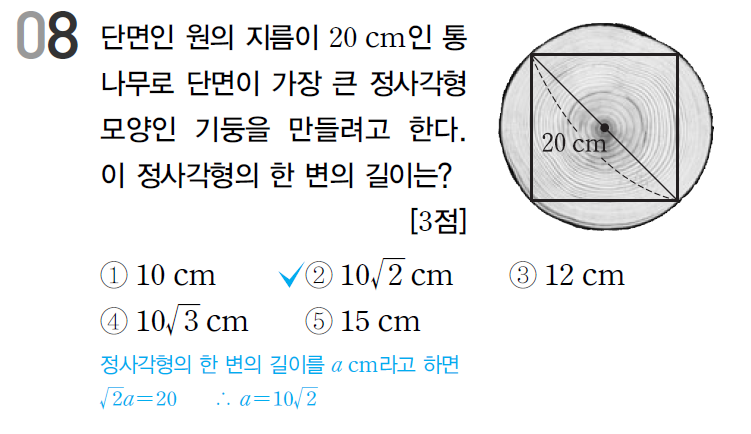 08 단면인 원의 지름이 20 cm인 통
나무로 단면이 가장 큰 정사각형
모양인 기둥을 만들려고 한다.
이 정사각형의 한 변의 길이는?
[3점]
20 cm
① 10 cm ✓② 10√2 cm ③ 12 cm
④ 10√3 cm ⑤ 15 cm
정사각형의 한 변의 길이를 a cm라고 하면
√2a=20 ∴ a=10√2